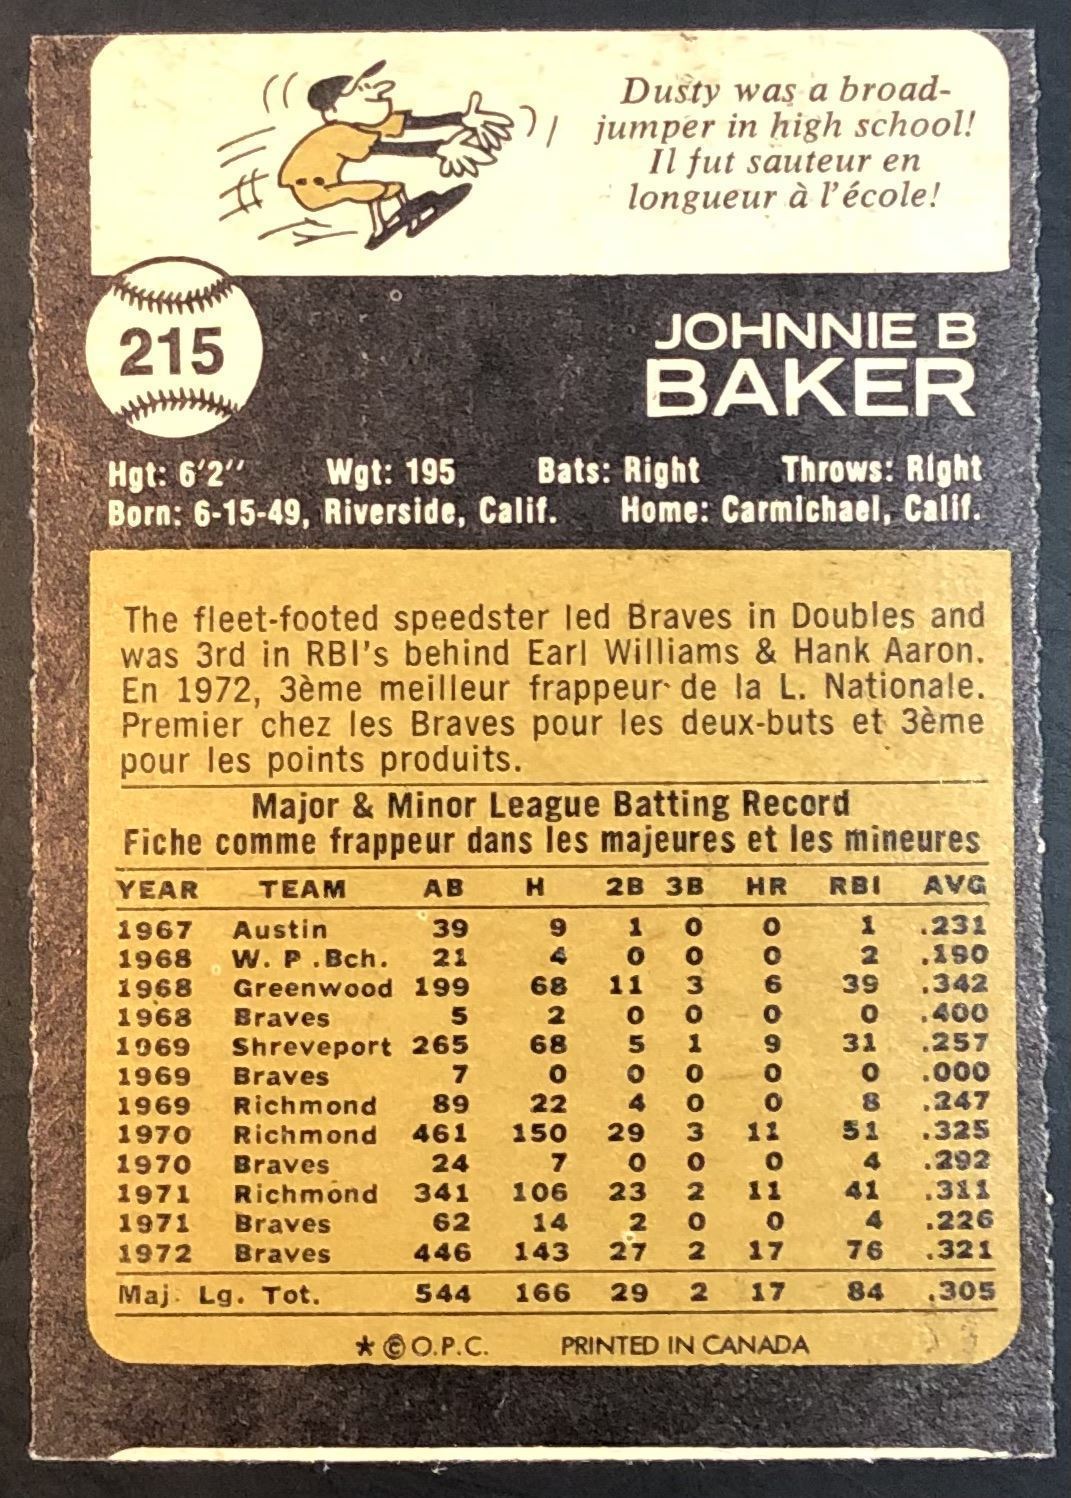 Dusty was a broad-
jumper in high school!
Il fut sauteur en
longueur à l'école!
215
JOHNNIE B
BAKER
Hgt: 6'2" Wgt: 195 Bats: Right Throws: Right
Born: 6-15-49, Riverside, Calif. Home: Carmichael, Calif.
The fleet-footed speedster led Braves in Doubles and
was 3rd in RBI's behind Earl Williams & Hank Aaron.
En 1972, 3ème meilleur frappeur de la L. Nationale.
Premier chez les Braves pour les deux-buts et 3ème
pour les points produits.
Major & Minor League Batting Record
Fiche comme frappeur dans les majeures et les mineures
YEAR TEAM AB H 2B 3B HR RBI AVG
1967 Austin 39 9 1 0 0 1 .231
1968 W. P .Bch. 21 4 0 0 0 2 .190
1968 Greenwood 199 68 11 3 6 39 .342
1968 Braves 5 2 0 0 0 0 .400
1969 Shreveport 265 68 5 1 9 31 .257
1969 Braves 7 0 0 0 0 0 .000
1969 Richmond 89 22 4 0 0 8 .247
1970 Richmond 461 150 29 3 11 51 .325
1970 Braves 24 7 0 0 0 4 .292
1971 Richmond 341 106 23 2 11 41 .311
1971 Braves 62 14 2 0 0 4 .226
1972 Braves 446 143 27 2 17 76 .321
Maj. Lg. Tot. 544 166 29 2 17 84 .305
* © O.P.C. PRINTED IN CANADA